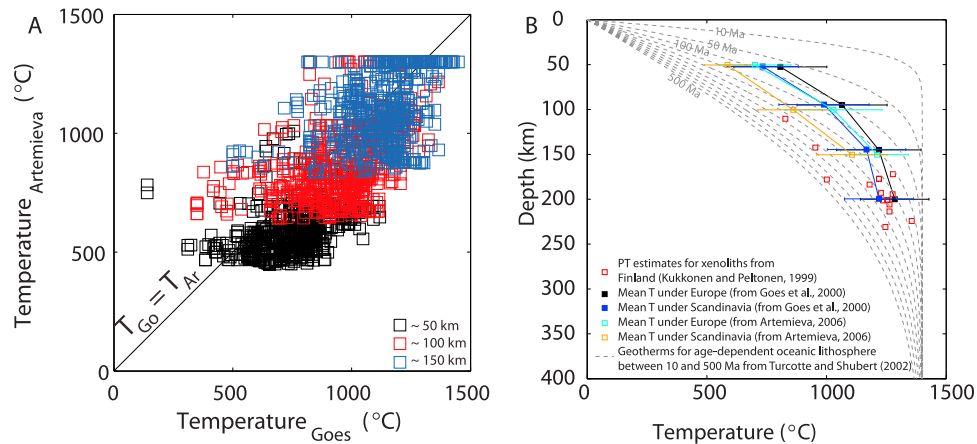 A
Temperature Artemieva (°C)
1500
1000
500
0
0
500
1000
1500
Temperature Goes (°C)
T Go = T Ar
~ 50 km
~ 100 km
~ 150 km
B
Depth (km)
0
50
100
150
200
250
300
350
400
0
500
1000
1500
Temperature (°C)
10 Ma
50 Ma
100 Ma
500 Ma
PT estimates for xenoliths from
Finland (Kukkonen and Peltonen, 1999)
Mean T under Europe (from Goes et al., 2000)
Mean T under Scandinavia (from Goes et al., 2000)
Mean T under Europe (from Artemieva, 2006)
Mean T under Scandinavia (from Artemieva, 2006)
Geotherms for age-dependent oceanic lithosphere
between 10 and 500 Ma from Turcotte and Shubert (2002)